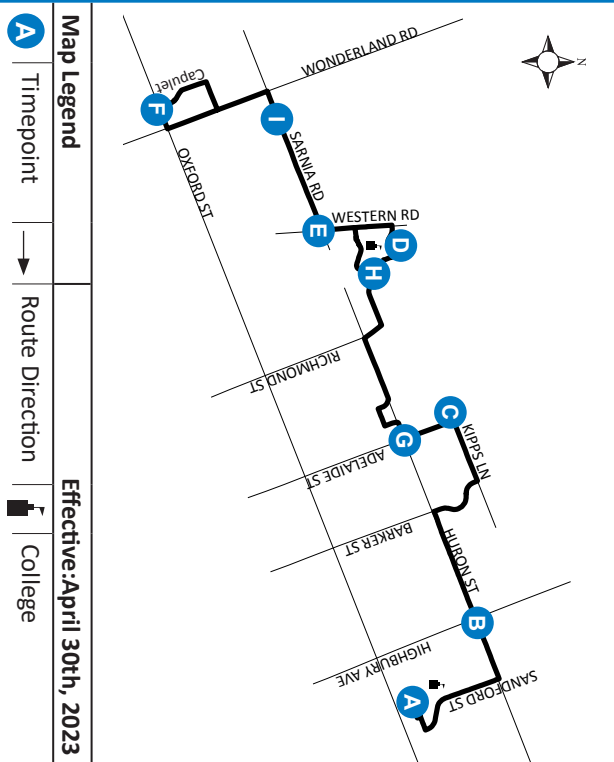 N
WONDERLAND RD
Capulet
F
I
SARNIA RD
OXFORD ST
WESTERN RD
E
D
H
RICHMOND ST
C
KIPPS LN
G
ADELAIDE ST
BARKER ST
HURON ST
B
HIGHBURY AVE
SANDFORD ST
A
Map Legend
Effective:April 30th, 2023
A Timepoint
Route Direction
College